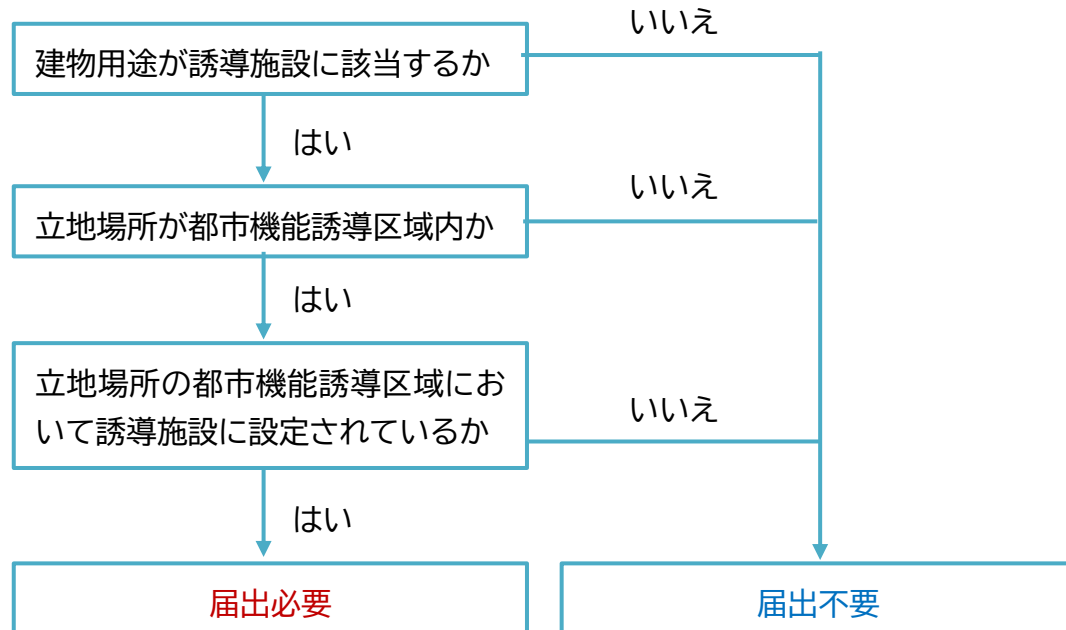 いいえ
建物用途が誘導施設に該当するか
はい
いいえ
立地場所が都市機能誘導区域内か
はい
立地場所の都市機能誘導区域にお
いて誘導施設に設定されているか
いいえ
はい
届出必要
届出不要